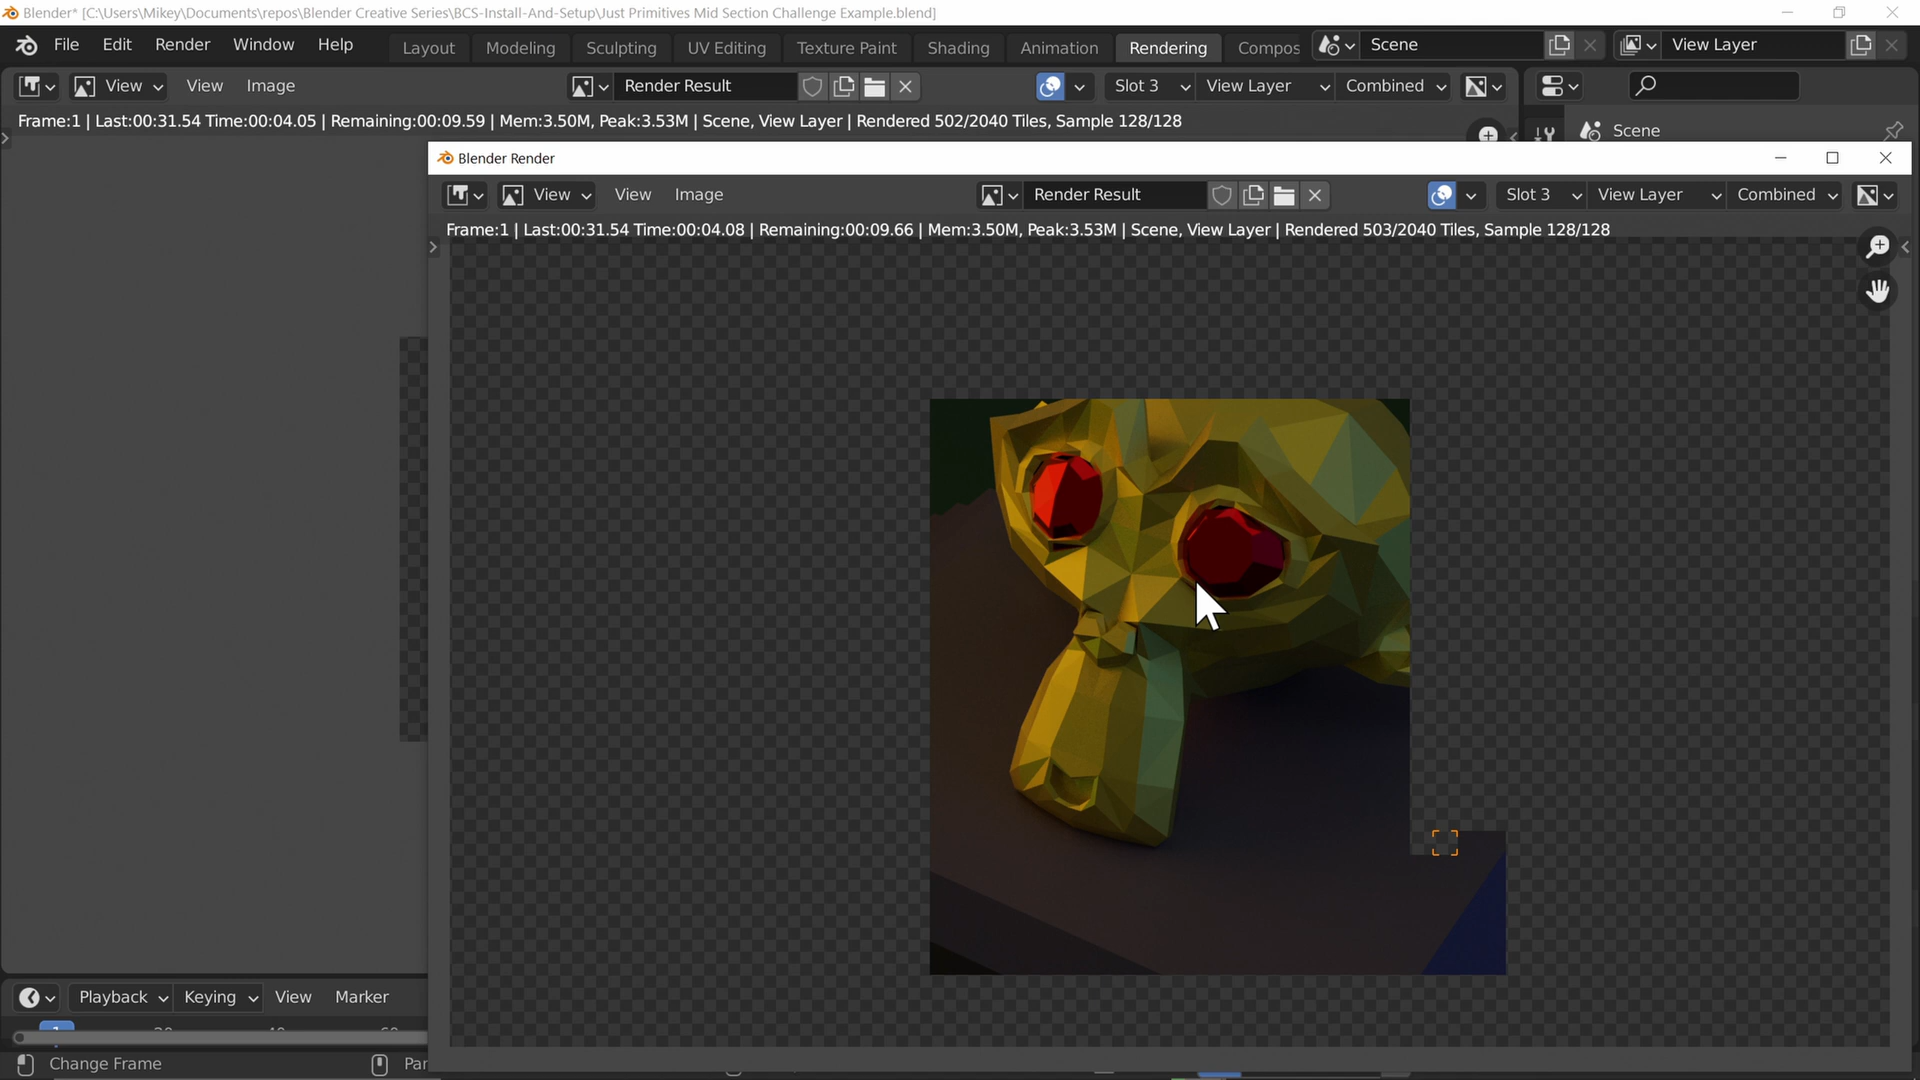 Blender* [C:\Users\Mikey\Documents\repos\Blender Creative Series\BCS-Install-And-Setup\Just Primitives Mid Section Challenge Example.blend]
File Edit Render Window Help Layout Modeling Sculpting UV Editing Texture Paint Shading Animation Rendering Compos Scene View Layer
View View Image Render Result Slot 3 View Layer Combined
Frame:1 | Last:00:31.54 Time:00:04.05 | Remaining:00:09.59 | Mem:3.50M, Peak:3.53M | Scene, View Layer | Rendered 502/2040 Tiles, Sample 128/128
Scene
Blender Render
View View Image Render Result Slot 3 View Layer Combined
Frame:1 | Last:00:31.54 Time:00:04.08 | Remaining:00:09.66 | Mem:3.50M, Peak:3.53M | Scene, View Layer | Rendered 503/2040 Tiles, Sample 128/128
Playback Keying View Marker
Change Frame Par